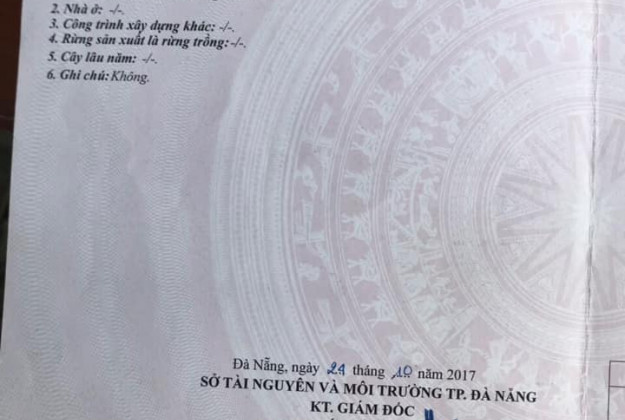 2. Nhà ở: -/-.
3. Công trình xây dựng khác: -/-.
4. Rừng sản xuất là rừng trồng:-/-.
5. Cây lâu năm: -/-.
6. Ghi chú: Không.
Đà Nẵng, ngày 24 tháng 10 năm 2017
SỞ TÀI NGUYÊN VÀ MÔI TRƯỜNG TP. ĐÀ NẴNG
KT. GIÁM ĐỐC